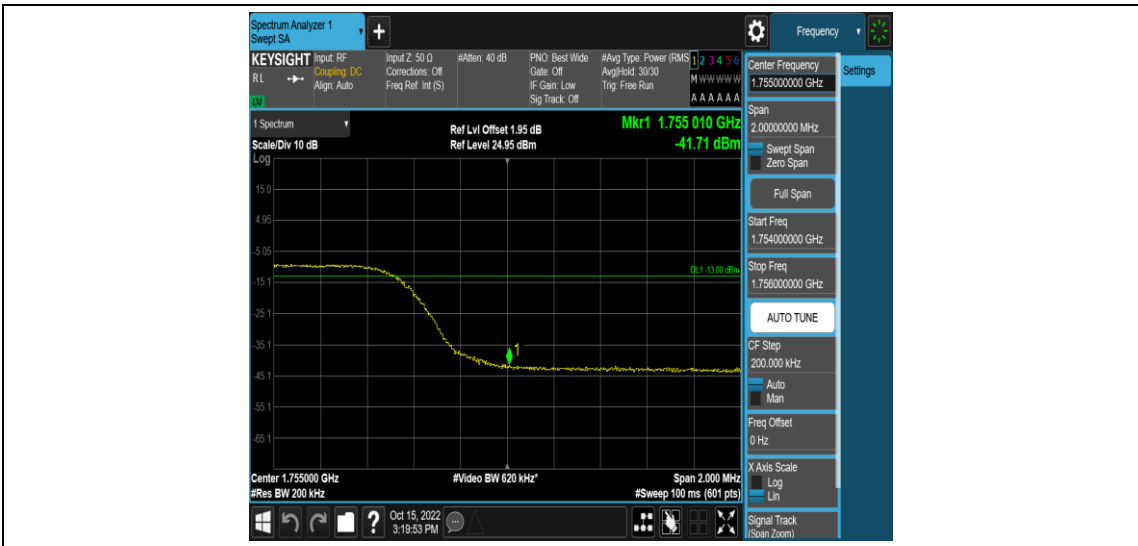 Spectrum Analyzer 1
Swept SA
+
Frequency
KEYSIGHT
RL
LXI
Input: RF
Coupling: DC
Align: Auto
Input Z: 50 Ω
Corrections: Off
Freq Ref: Int (S)
#Atten: 40 dB
PNO: Best Wide
Gate: Off
IF Gain: Low
Sig Track: Off
#Avg Type: Power (RMS
Avg|Hold: 30/30
Trig: Free Run
1 2 3 4 5 6
M W W W W W
A A A A A A
1 Spectrum
Scale/Div 10 dB
Log
Ref Lvl Offset 1.95 dB
Ref Level 24.95 dBm
Mkr1 1.755 010 GHz
-41.71 dBm
15.0
4.95
-5.05
-15.1
-25.1
-35.1
-45.1
-55.1
-65.1
DL1 -13.00 dBm
1
Center 1.755000 GHz
#Res BW 200 kHz
#Video BW 620 kHz*
Span 2.000 MHz
#Sweep 100 ms (601 pts)
?
Oct 15, 2022
3:19:53 PM
Center Frequency
1.755000000 GHz
Settings
Span
2.00000000 MHz
Swept Span
Zero Span
Full Span
Start Freq
1.754000000 GHz
Stop Freq
1.756000000 GHz
AUTO TUNE
CF Step
200.000 kHz
Auto
Man
Freq Offset
0 Hz
X Axis Scale
Log
Lin
Signal Track
(Span Zoom)